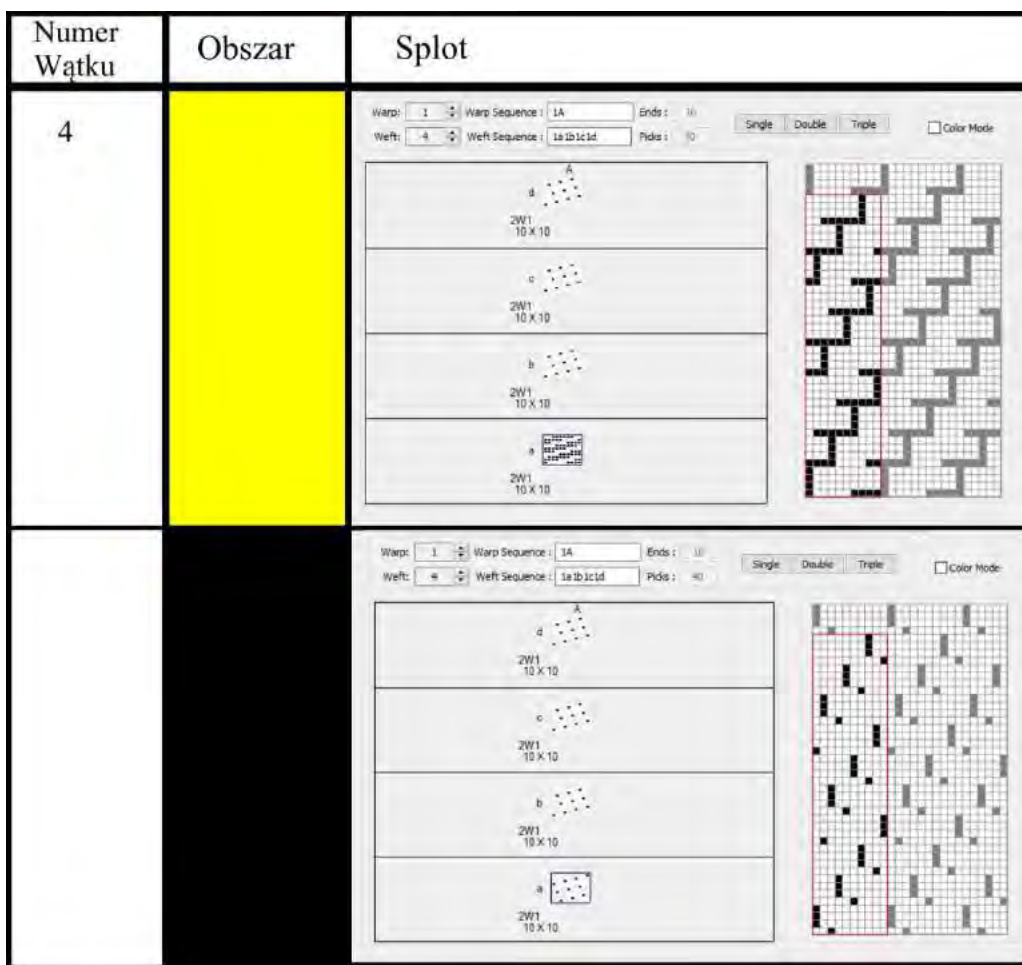 Numer
Wątku
Obszar
Splot
4
Warp: 1 Warp Sequence : 1A Ends :
Weft: 4 Weft Sequence : 1a1b1c1d Picks :
Single Double Triple
Color Mode
A
d
2W1
10 X 10
c
2W1
10 X 10
b
2W1
10 X 10
a
2W1
10 X 10
Warp: 1 Warp Sequence : 1A Ends : 10
Weft: 4 Weft Sequence : 1a1b1c1d Picks : 40
Single Double Triple
Color Mode
A
d
2W1
10 X 10
c
2W1
10 X 10
b
2W1
10 X 10
a
2W1
10 X 10